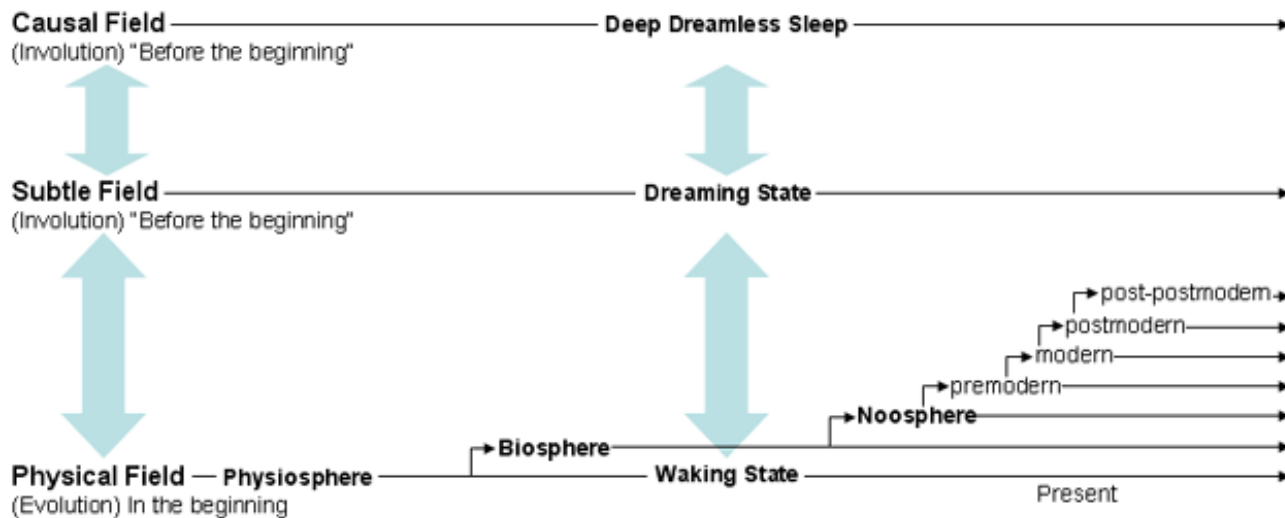 Causal Field
Deep Dreamless Sleep
(Involution) "Before the beginning"
Subtle Field
Dreaming State
(Involution) "Before the beginning"
post-postmodern
postmodern
modern
premodern
Noosphere
Biosphere
Physical Field
Physiosphere
Waking State
(Evolution) In the beginning
Present